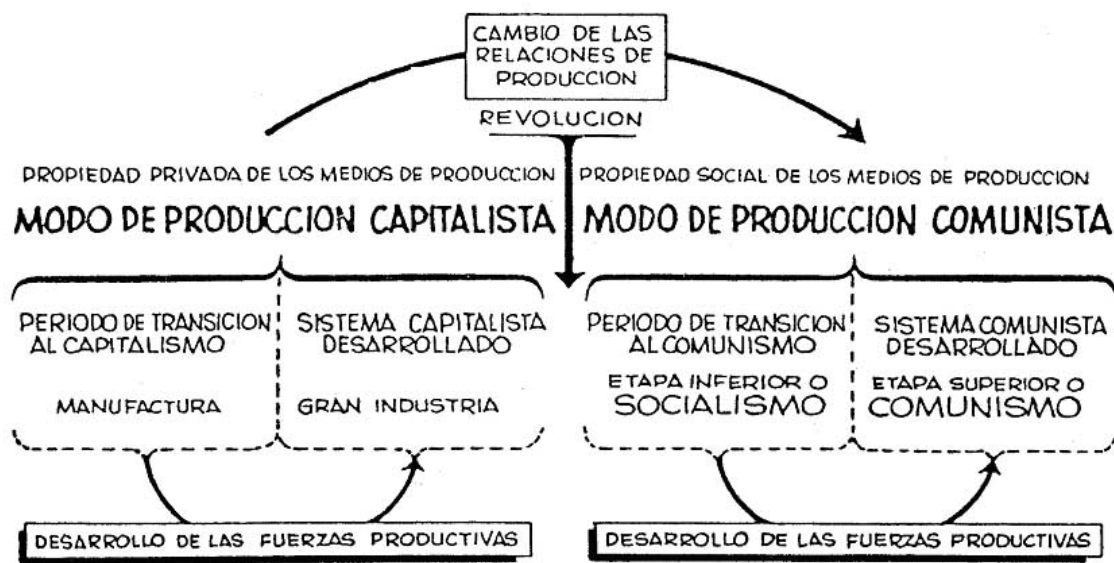 CAMBIO DE LAS
RELACIONES DE
PRODUCCION
REVOLUCION
PROPIEDAD PRIVADA DE LOS MEDIOS DE PRODUCCION
MODO DE PRODUCCION CAPITALISTA
PERIODO DE TRANSICION
AL CAPITALISMO
MANUFACTURA
SISTEMA CAPITALISTA
DESARROLLADO
GRAN INDUSTRIA
DESARROLLO DE LAS FUERZAS PRODUCTIVAS
PROPIEDAD SOCIAL DE LOS MEDIOS DE PRODUCCION
MODO DE PRODUCCION COMUNISTA
PERIODO DE TRANSICION
AL COMUNISMO
ETAPA INFERIOR O
SOCIALISMO
SISTEMA COMUNISTA
DESARROLLADO
ETAPA SUPERIOR O
COMUNISMO
DESARROLLO DE LAS FUERZAS PRODUCTIVAS